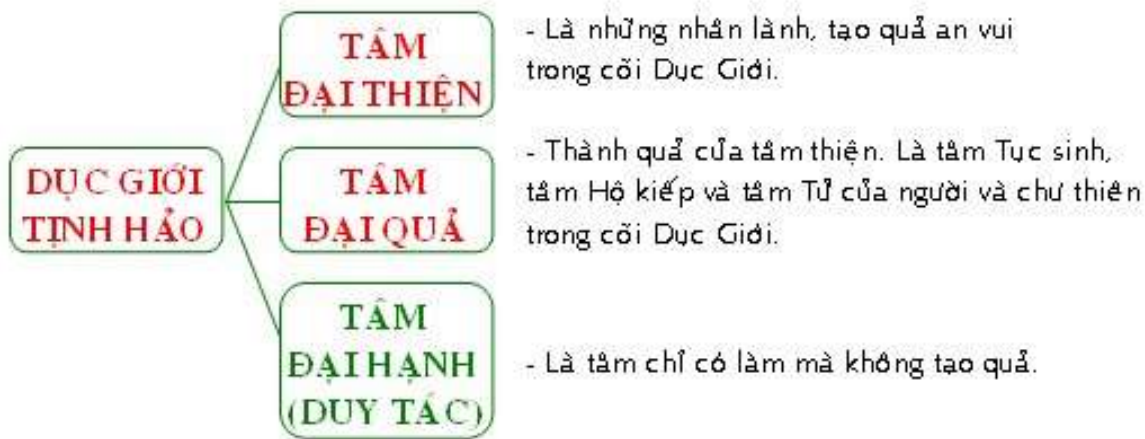 DỤC GIỚI
TỊNH HẢO
TÂM
ĐẠI THIỆN
- Là những nhân lành, tạo quả an vui
trong cõi Dục Giới.
TÂM
ĐẠI QUẢ
- Thành quả của tâm thiện. Là tâm Tục sinh,
tâm Hộ kiếp và tâm Tử của người và chư thiên
trong cõi Dục Giới.
TÂM
ĐẠI HẠNH
(DUY TÁC)
- Là tâm chỉ có làm mà không tạo quả.